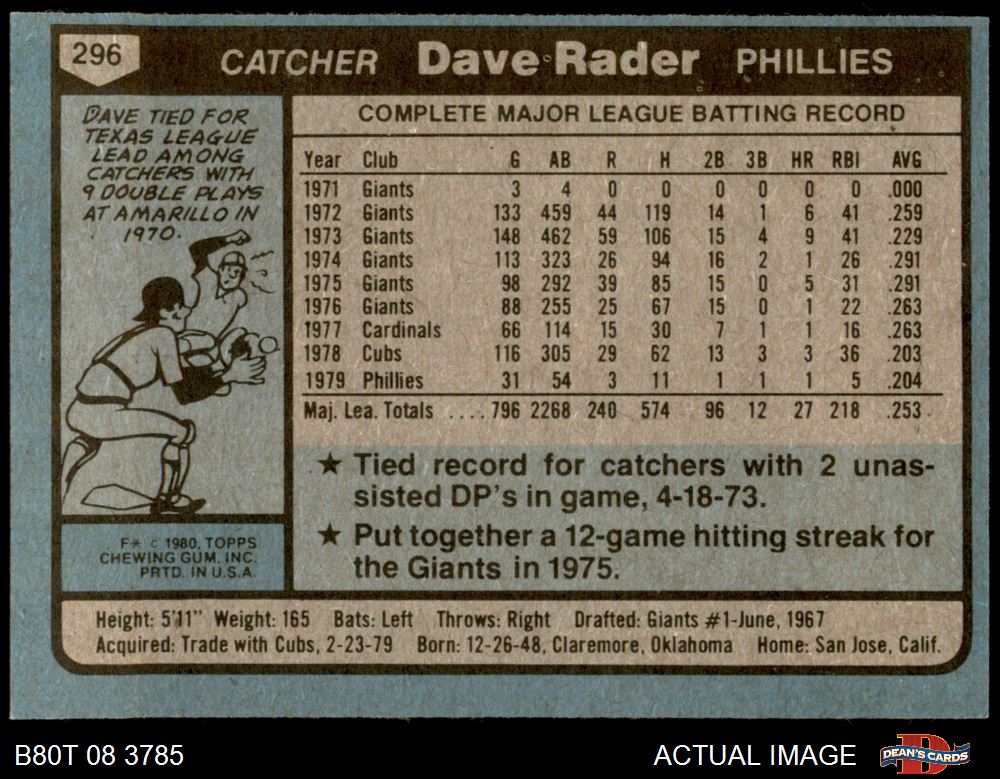 296
CATCHER Dave Rader PHILLIES
DAVE TIED FOR
TEXAS LEAGUE
LEAD AMONG
CATCHERS WITH
9 DOUBLE PLAYS
AT AMARILLO IN
1970.
F* © 1980, TOPPS
CHEWING GUM, INC.
PRTD. IN U.S.A.
COMPLETE MAJOR LEAGUE BATTING RECORD
Year Club G AB R H 2B 3B HR RBI AVG
1971 Giants 3 4 0 0 0 0 0 0 .000
1972 Giants 133 459 44 119 14 1 6 41 .259
1973 Giants 148 462 59 106 15 4 9 41 .229
1974 Giants 113 323 26 94 16 2 1 26 .291
1975 Giants 98 292 39 85 15 0 5 31 .291
1976 Giants 88 255 25 67 15 0 1 22 .263
1977 Cardinals 66 114 15 30 7 1 1 16 .263
1978 Cubs 116 305 29 62 13 3 3 36 .203
1979 Phillies 31 54 3 11 1 1 1 5 .204
Maj. Lea. Totals .... 796 2268 240 574 96 12 27 218 .253
★ Tied record for catchers with 2 unas-
sisted DP's in game, 4-18-73.
★ Put together a 12-game hitting streak for
the Giants in 1975.
Height: 5'11" Weight: 165 Bats: Left Throws: Right Drafted: Giants #1-June, 1967
Acquired: Trade with Cubs, 2-23-79 Born: 12-26-48, Claremore, Oklahoma Home: San Jose, Calif.
B80T 08 3785 ACTUAL IMAGE DEAN'S CARDS